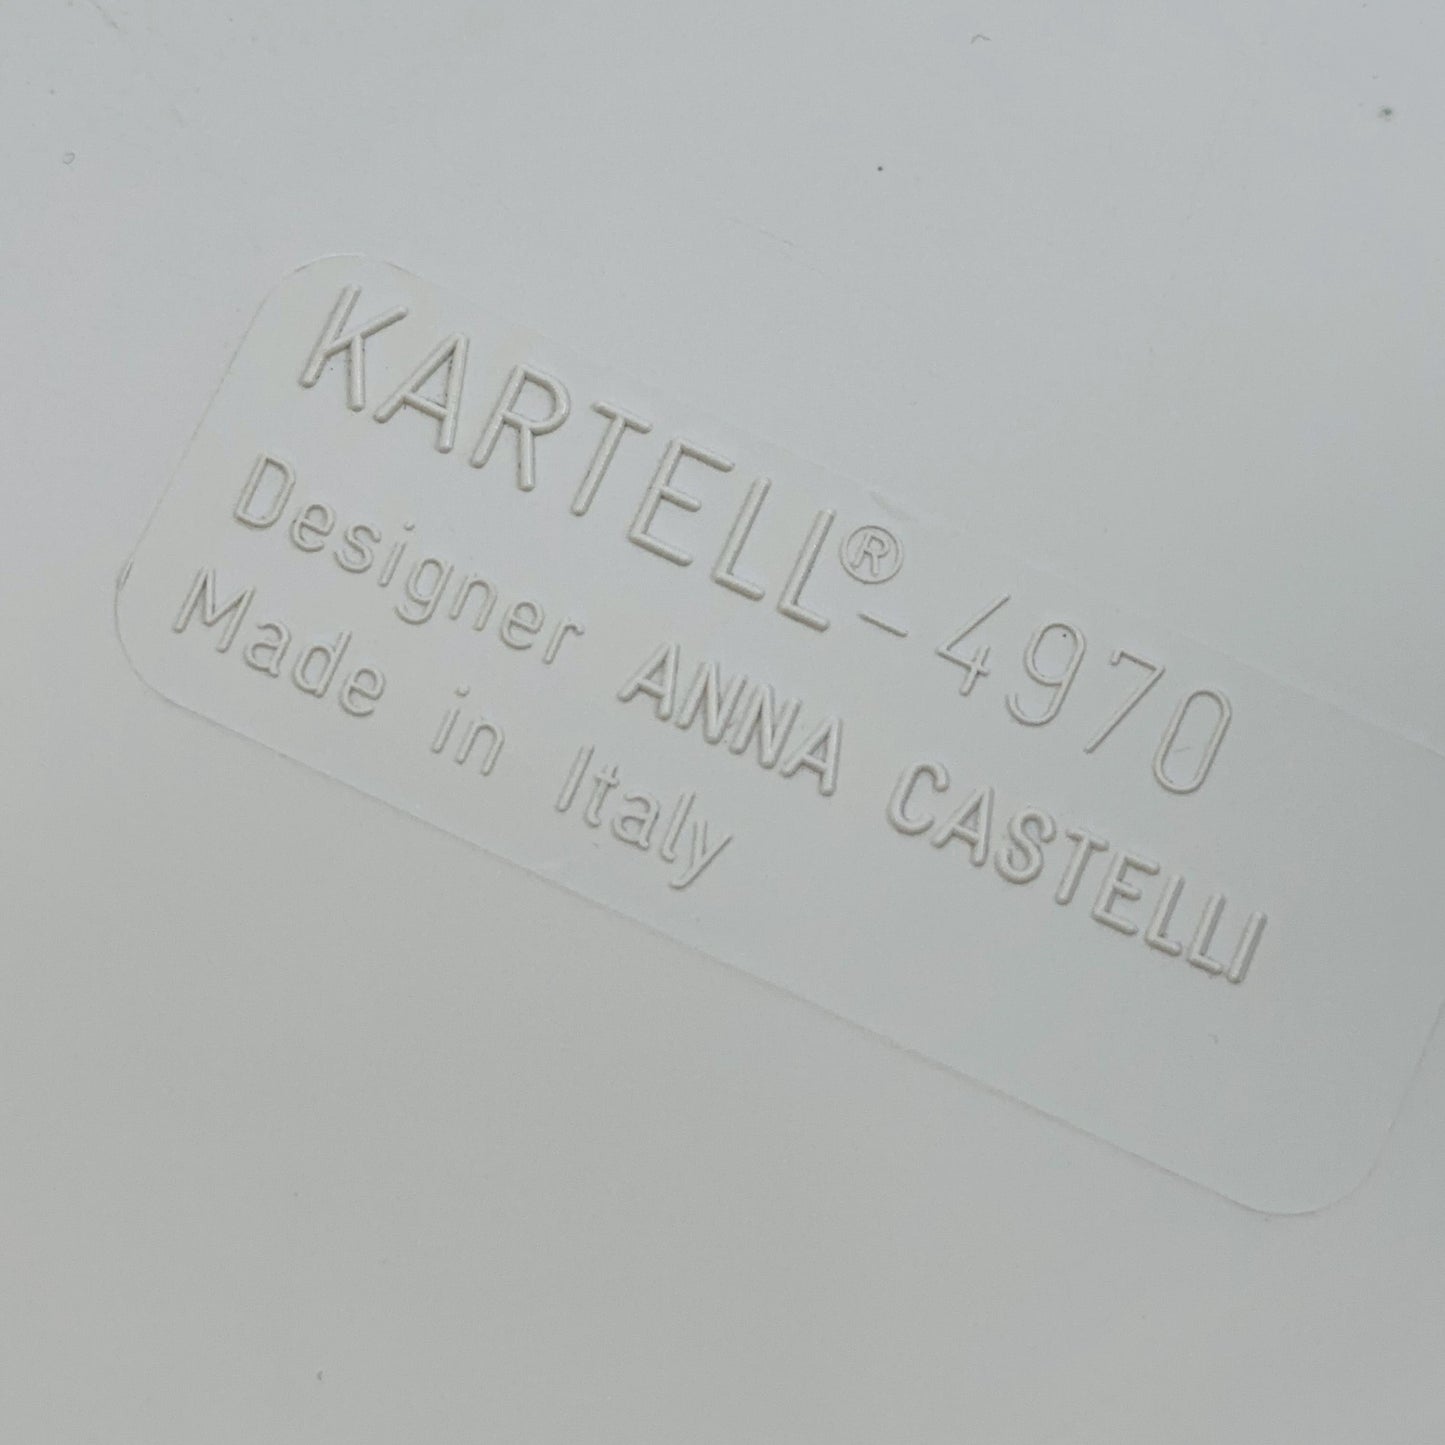 KARTELL® - 4970
Designer ANNA CASTELLI
Made in Italy